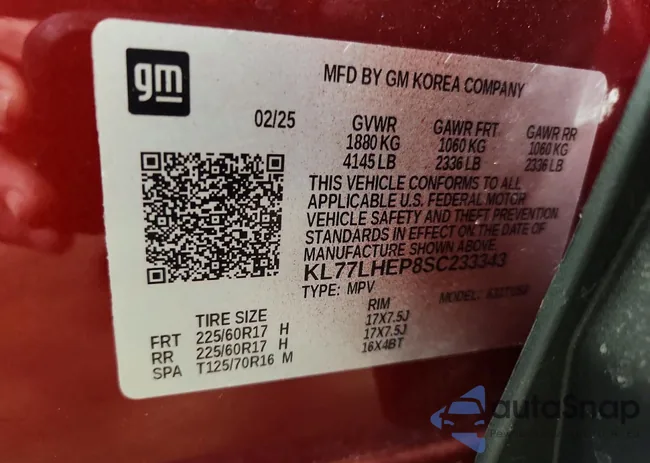 gm
MFD BY GM KOREA COMPANY
02/25 GVWR GAWR FRT GAWR RR
1880 KG 1060 KG 1060 KG
4145 LB 2336 LB 2336 LB
THIS VEHICLE CONFORMS TO ALL
APPLICABLE U.S. FEDERAL MOTOR
VEHICLE SAFETY AND THEFT PREVENTION
STANDARDS IN EFFECT ON THE DATE OF
MANUFACTURE SHOWN ABOVE.
KL77LHEP8SC233343
TYPE: MPV MODEL:
TIRE SIZE RIM
FRT 225/60R17 H 17X7.5J
RR 225/60R17 H 17X7.5J
SPA T125/70R16 M 16X4BT
autoSnap